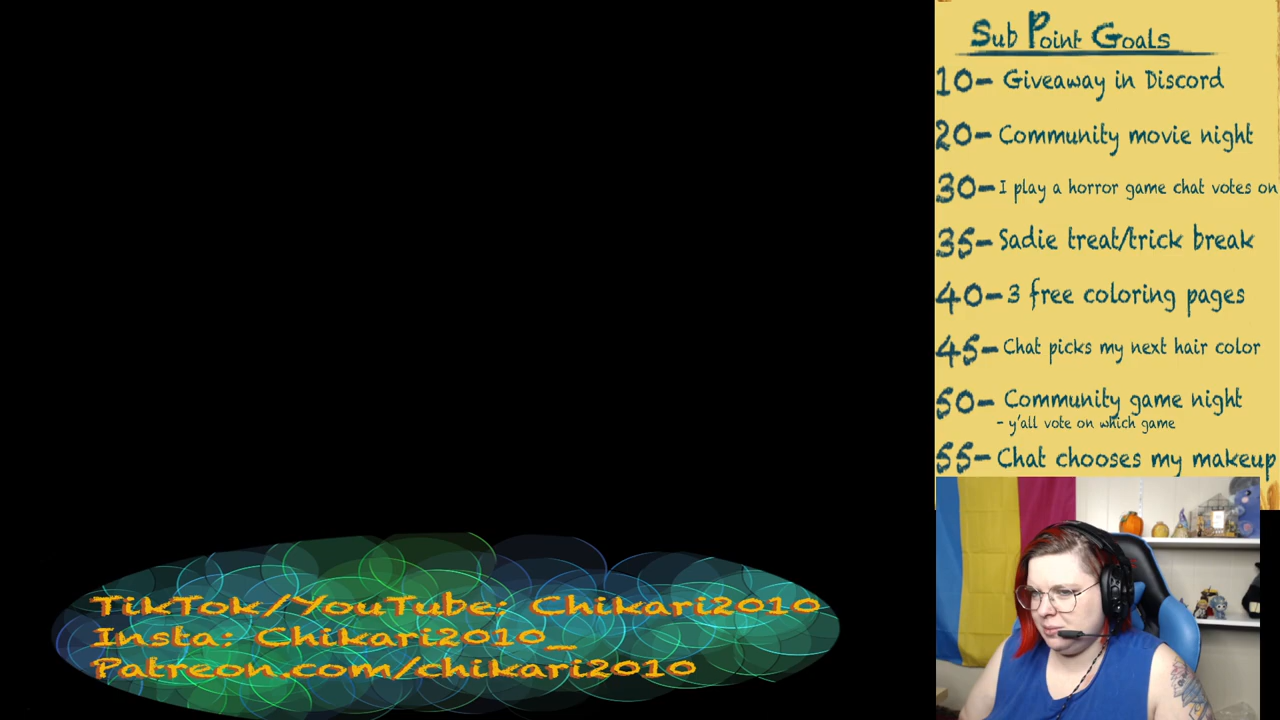 Sub Point Goals
10- Giveaway in Discord
20- Community movie night
30- I play a horror game chat votes on
35- Sadie treat/trick break
40- 3 free coloring pages
45- Chat picks my next hair color
50- Community game night
- y'all vote on which game
55- Chat chooses my makeup
TikTok/YouTube: Chikari2010
Insta: Chikari2010_
Patreon.com/chikari2010